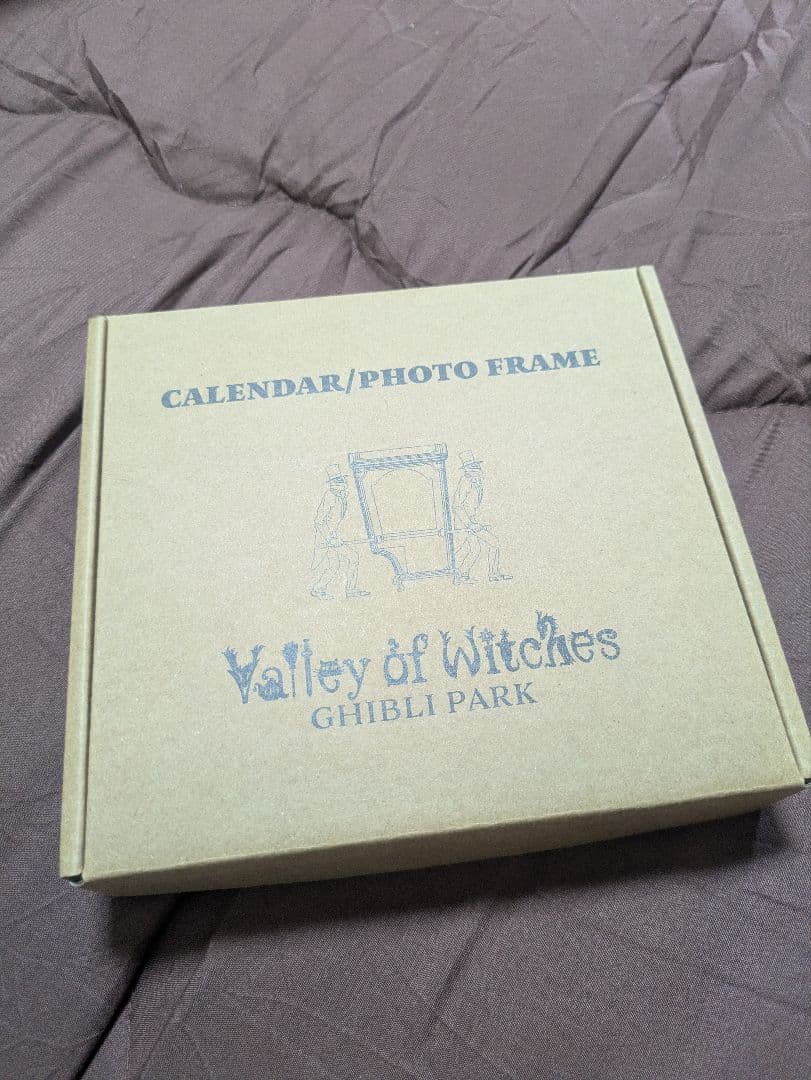 CALENDAR/PHOTO FRAME
Valley of Witches
GHIBLI PARK